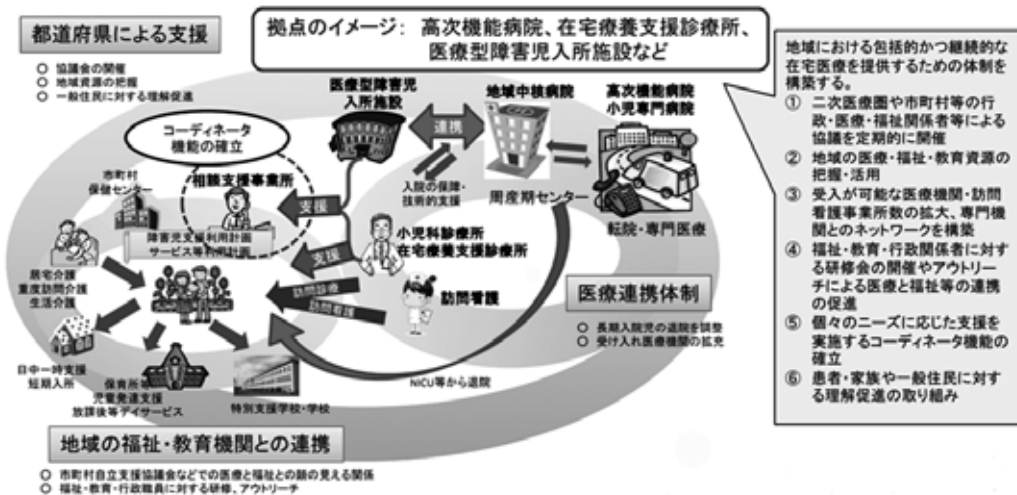 都道府県による支援
○ 協議会の開催
○ 地域資源の把握
○ 一般住民に対する理解促進
拠点のイメージ： 高次機能病院、在宅療養支援診療所、
医療型障害児入所施設など
医療型障害児
入所施設
地域中核病院
高次機能病院
小児専門病院
連携
コーディネータ
機能の確立
市町村
保健センター
相談支援事業所
支援
入院の保障・
技術的支援
周産期センター
転院・専門医療
障害児支援利用計画
サービス等利用計画
小児科診療所
在宅療養支援診療所
支援
訪問診療
訪問看護
訪問看護
居宅介護
重度訪問介護
生活介護
医療連携体制
○ 長期入院児の退院を調整
○ 受け入れ医療機関の拡充
日中一時支援
短期入所
保育所等
児童発達支援
放課後等デイサービス
特別支援学校・学校
NICU等から退院
地域の福祉・教育機関との連携
○ 市町村自立支援協議会などでの医療と福祉との顔の見える関係
○ 福祉・教育・行政職員に対する研修、アウトリーチ
地域における包括的かつ継続的な
在宅医療を提供するための体制を
構築する。
① 二次医療圏や市町村等の行
政・医療・福祉関係者等による
協議を定期的に開催
② 地域の医療・福祉・教育資源の
把握・活用
③ 受入が可能な医療機関・訪問
看護事業所数の拡大、専門機
関とのネットワークを構築
④ 福祉・教育・行政関係者に対す
る研修会の開催やアウトリー
チによる医療と福祉等の連携
の促進
⑤ 個々のニーズに応じた支援を
実施するコーディネータ機能の
確立
⑥ 患者・家族や一般住民に対す
る理解促進の取り組み